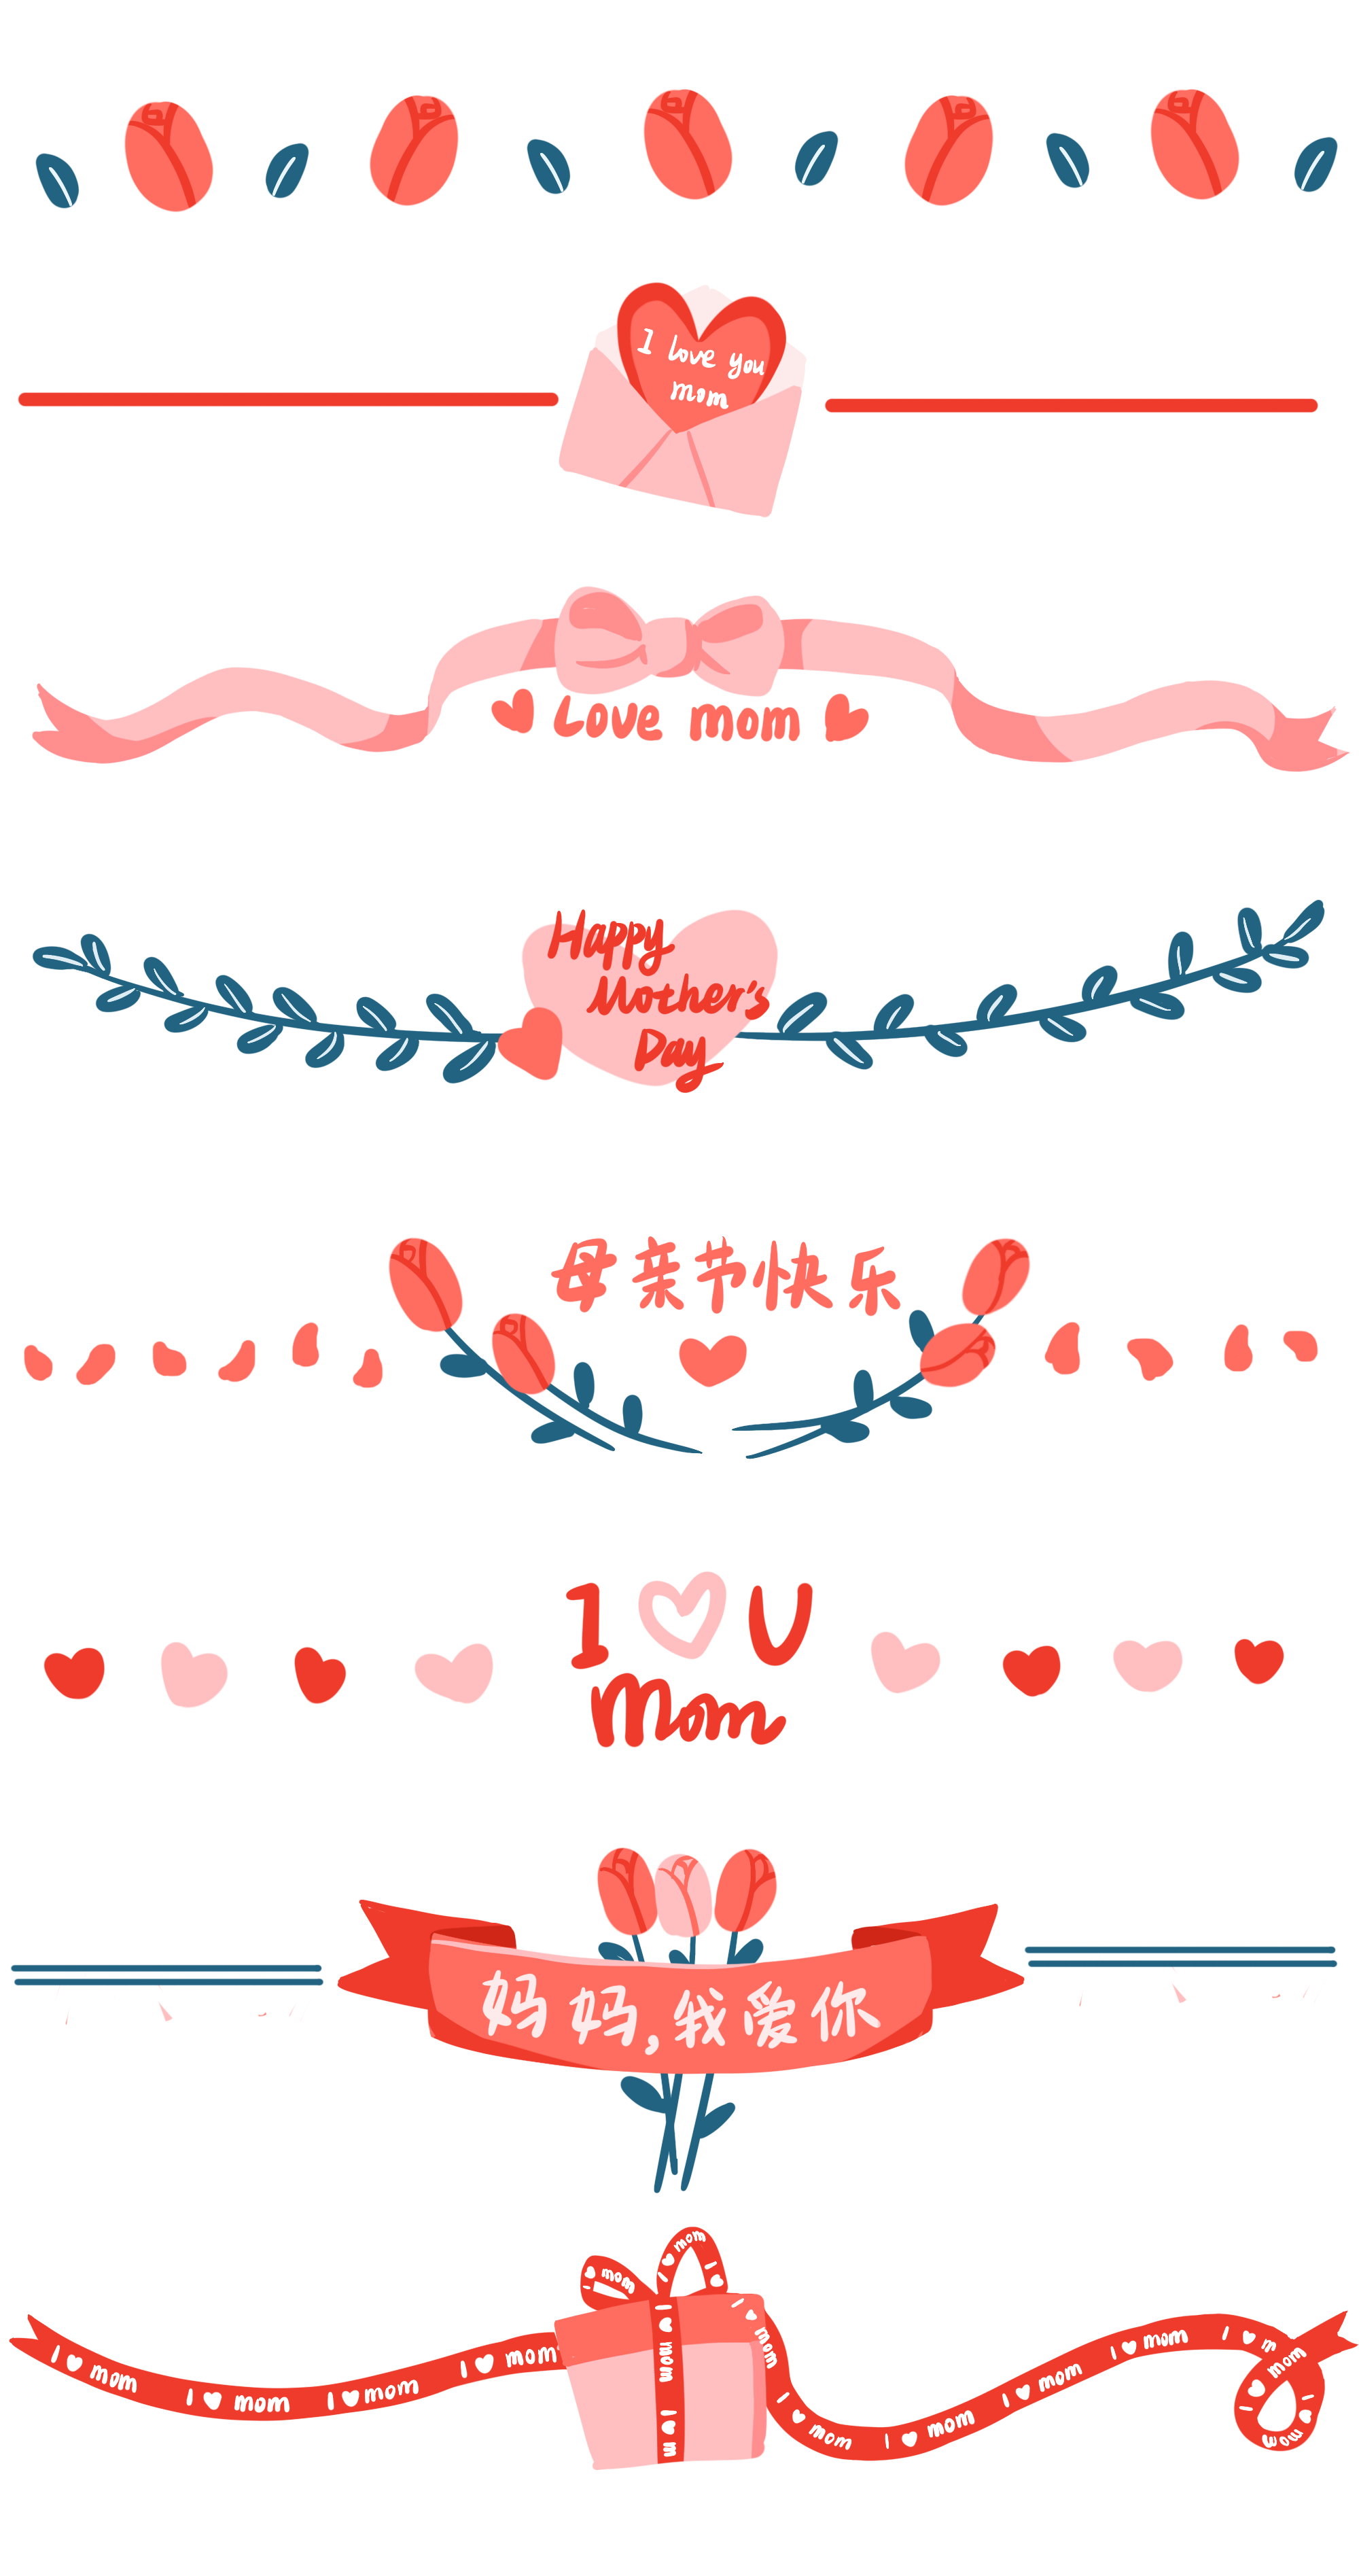 I love you
mom
Love mom
Happy
Mother's
Day
母亲节快乐
I ♡ U
Mom
妈妈,我爱你
I ♥ mom
I ♥ mom
I ♥ mom
I ♥ mom
I ♥ mom
I ♥ mom
I ♥
I ♥ mom
I ♥ m
I ♥ mom
I ♥ mom
I ♥ mom
I ♥ mom
I ♥ mom
I ♥ m
I ♥ mom
I ♥ mom